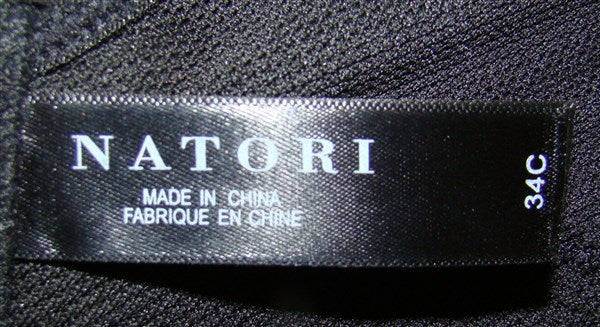 NATORI
MADE IN CHINA
FABRIQUE EN CHINE
34C